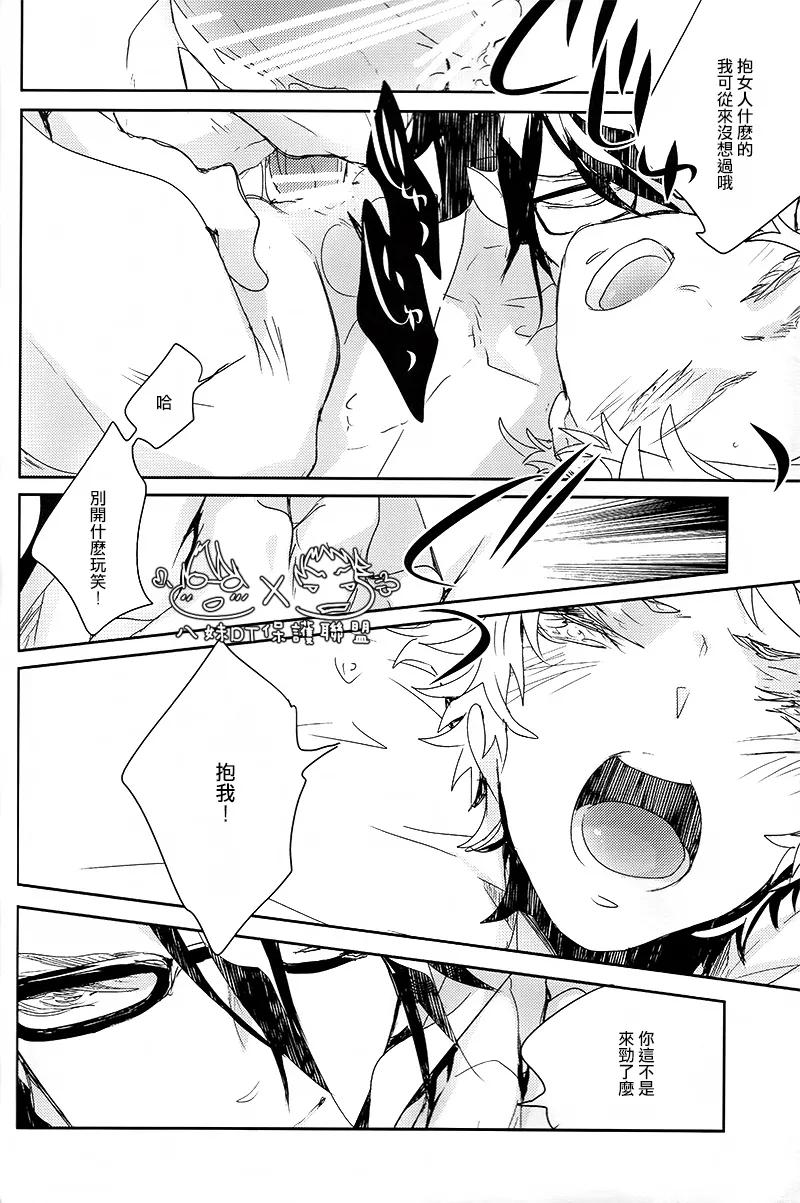 抱女人什麼的
我可從來沒想過哦
哈
別開什麼玩笑！
八妹DT保護聯盟
抱我！
你這不是
來勁了麼